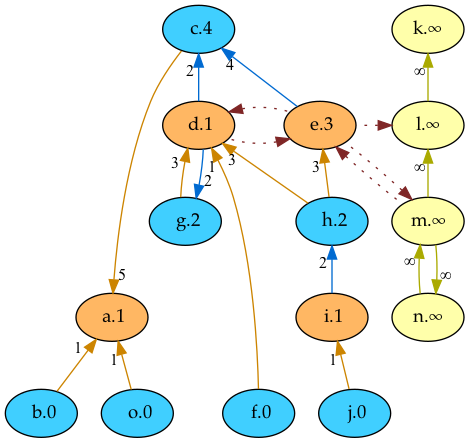 c.4
k.∞
2
4
∞
d.1
e.3
l.∞
3
1
3
2
3
∞
g.2
h.2
m.∞
5
2
∞
∞
a.1
i.1
n.∞
1
1
1
b.0
o.0
f.0
j.0